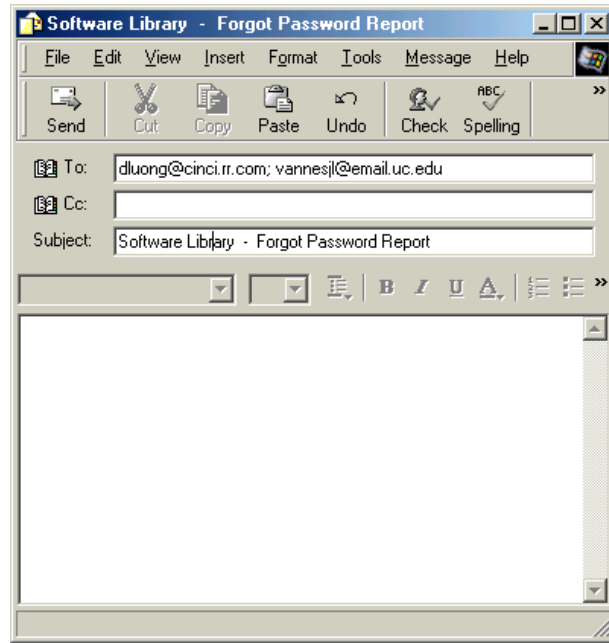 Software Library - Forgot Password Report
File Edit View Insert Format Tools Message Help
Send Cut Copy Paste Undo Check ABC Spelling »
To: dluong@cinci.rr.com; vannesjl@email.uc.edu
Cc:
Subject: Software Library - Forgot Password Report
B I U A »